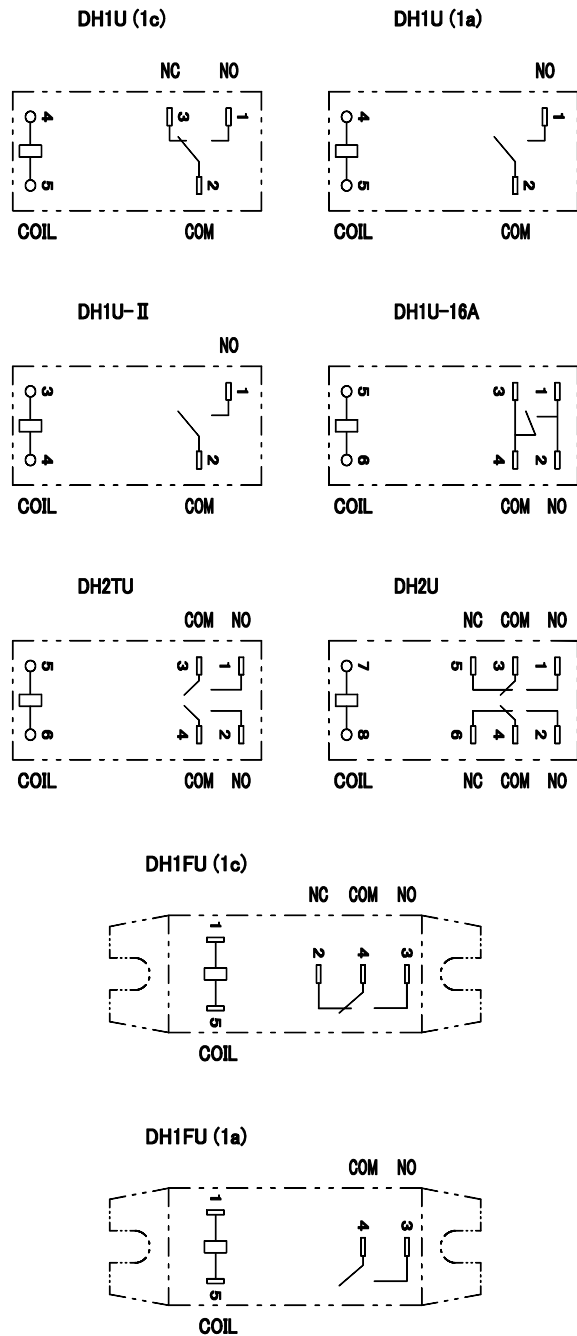 DH1U (1c)
DH1U (1a)
NC NO
NO
4 3 1
4 1
5 2
5 2
COIL COM
COIL COM
DH1U-Ⅱ
DH1U-16A
NO
3 1
5 3 1
4 2
6 4 2
COIL COM
COIL COM NO
DH2TU
DH2U
COM NO
NC COM NO
5 3 1
7 5 3 1
6 4 2
8 6 4 2
COIL COM NO
COIL NC COM NO
DH1FU (1c)
NC COM NO
1
2 4 3
5
COIL
DH1FU (1a)
COM NO
1
4 3
5
COIL